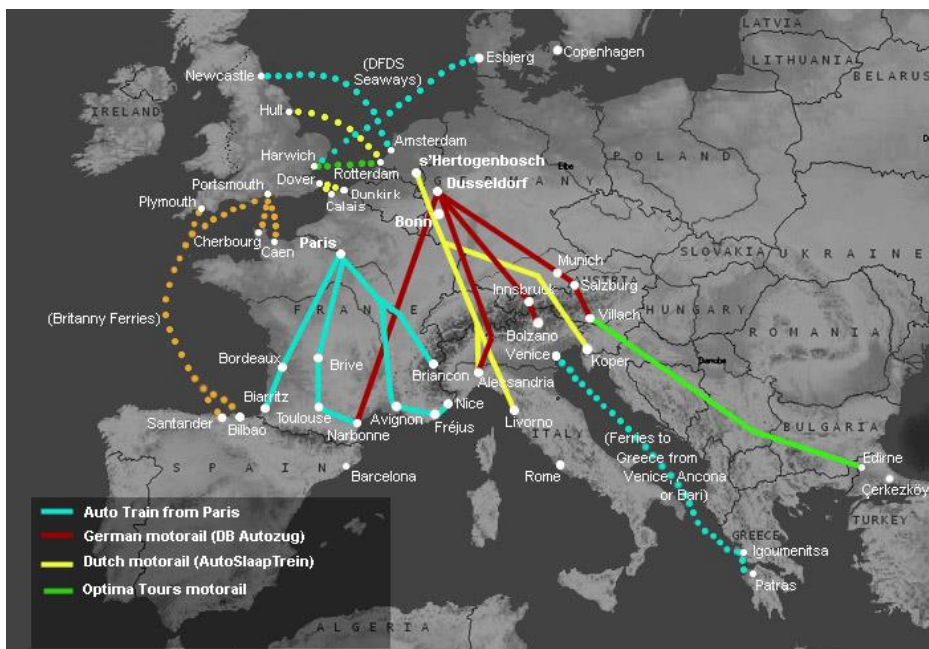 LATVIA
(DFDS
Seaways)
Esbjerg
Copenhagen
LITHUANIA
Newcastle
BELARUS
IRELAND
Hull
Amsterdam
Harwich
s'Hertogenbosch
Elbe
POLAND
Dover
Rotterdam
GERMANY
Düsseldorf
Portsmouth
Dunkirk
Plymouth
Calais
Bonn
Cherbourg
Caen
Paris
SLOVAKIA
UKRAINE
Munich
AUSTRIA
Innsbruck
Salzburg
HUNGARY
FRANCE
(Britanny Ferries)
Villach
ROMANIA
Bolzano
Bordeaux
Brive
Venice
Koper
Danube
Briancon
Alessandria
Biarritz
Nice
Santander
Toulouse
Avignon
Bilbao
Narbonne
Fréjus
Livorno
ITALY
BULGARIA
(Ferries to
Greece from
Venice, Ancona
or Bari)
Edirne
SPAIN
Barcelona
Rome
Çerkezköy
Auto Train from Paris
TURKEY
German motorail (DB Autozug)
GREECE
Igoumenitsa
Dutch motorail (AutoSlaapTrein)
Patras
Optima Tours motorail
ALGERIA